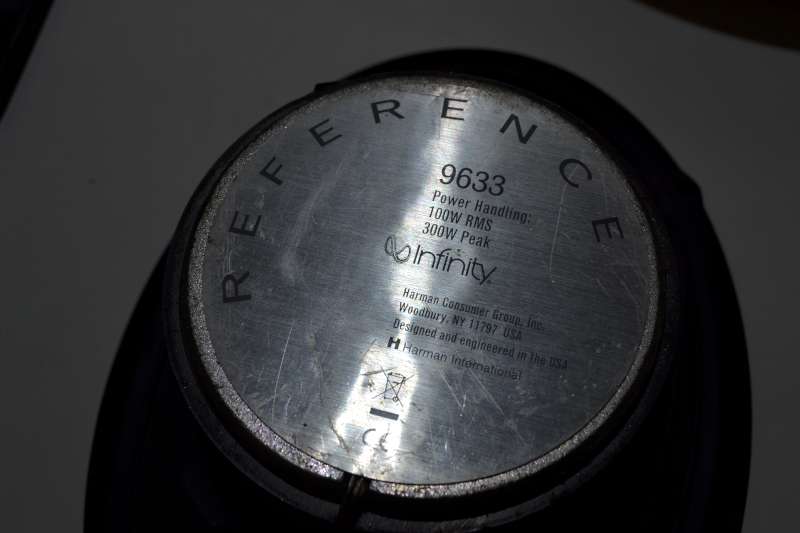 REFERENCE
9633
Power Handling:
100W RMS
300W Peak
Infinity
Harman Consumer Group, Inc.
Woodbury, NY 11797 USA
Designed and engineered in the USA
H Harman International
CE